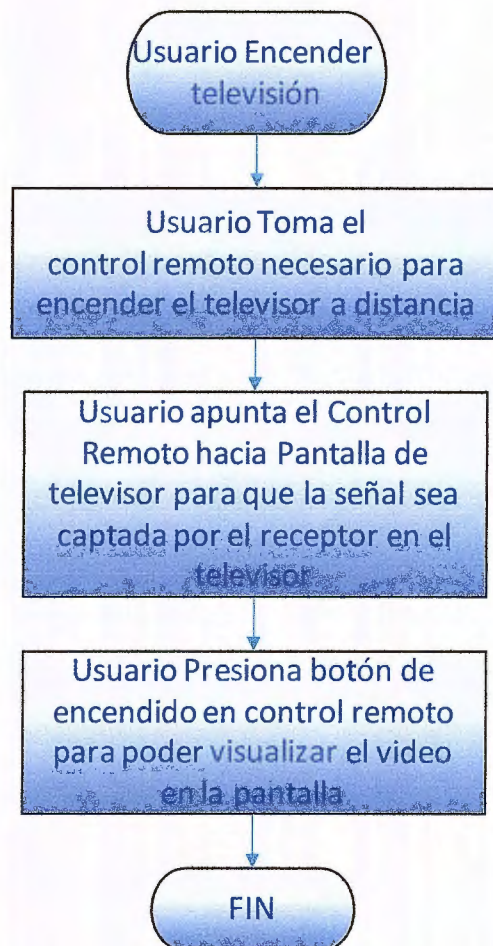 Usuario Encender
televisión
Usuario Toma el
control remoto necesario para
encender el televisor a distancia
Usuario apunta el Control
Remoto hacia Pantalla de
televisor para que la señal sea
captada por el receptor en el
televisor
Usuario Presiona botón de
encendido en control remoto
para poder visualizar el video
en la pantalla
FIN